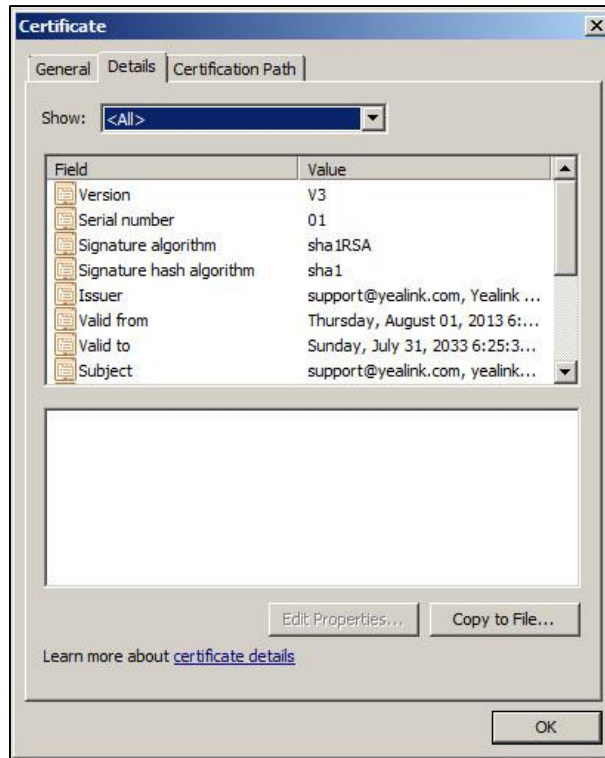 Certificate
General Details Certification Path
Show: <All>
Field Value
Version V3
Serial number 01
Signature algorithm sha1RSA
Signature hash algorithm sha1
Issuer support@yealink.com, Yealink ...
Valid from Thursday, August 01, 2013 6:...
Valid to Sunday, July 31, 2033 6:25:3...
Subject support@yealink.com, yealink...
Edit Properties... Copy to File...
Learn more about certificate details
OK